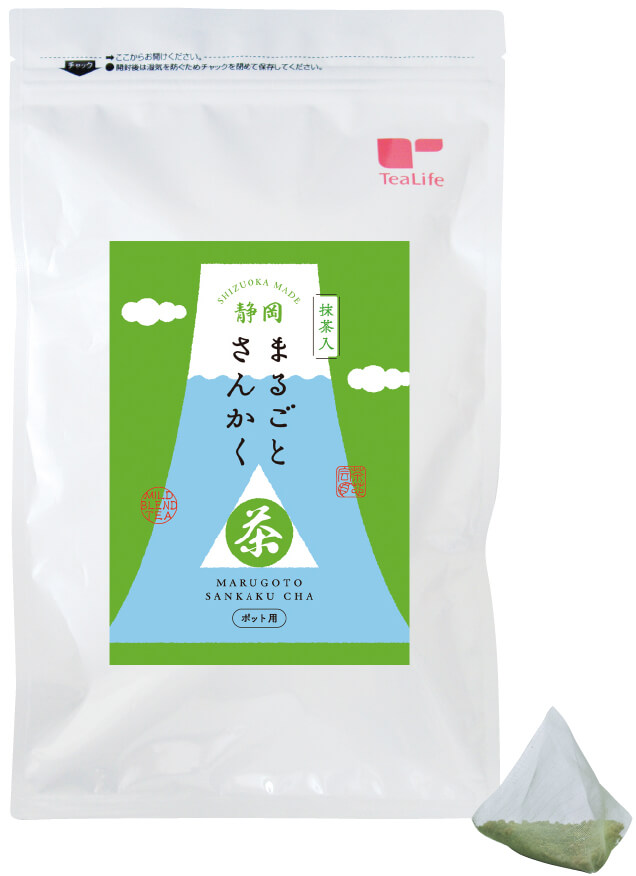 ➡ここからお開けください。
チャック
●開封後は湿気を防ぐためチャックを閉めて保存してください。
TeaLife
SHIZUOKA MADE
静岡
抹茶入
まるごと
さんかく
MILD
BLEND
TEA
茶
MARUGOTO
SANKAKU CHA
ポット用